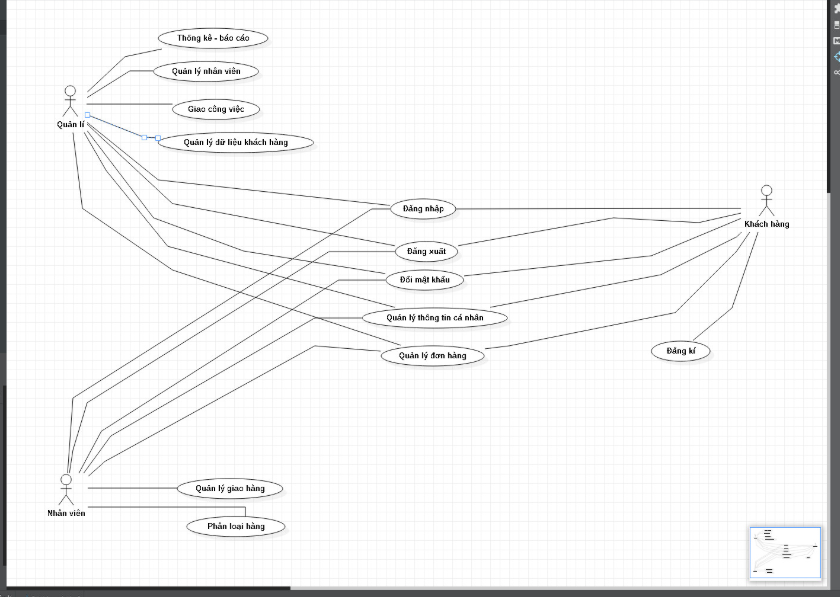 Thống kê - báo cáo
Quản lý nhân viên
Giao công việc
Quản lí
Quản lý dữ liệu khách hàng
Đăng nhập
Khách hàng
Đăng xuất
Đổi mật khẩu
Quản lý thông tin cá nhân
Quản lý đơn hàng
Đăng kí
Quản lý giao hàng
Nhân viên
Phân loại hàng